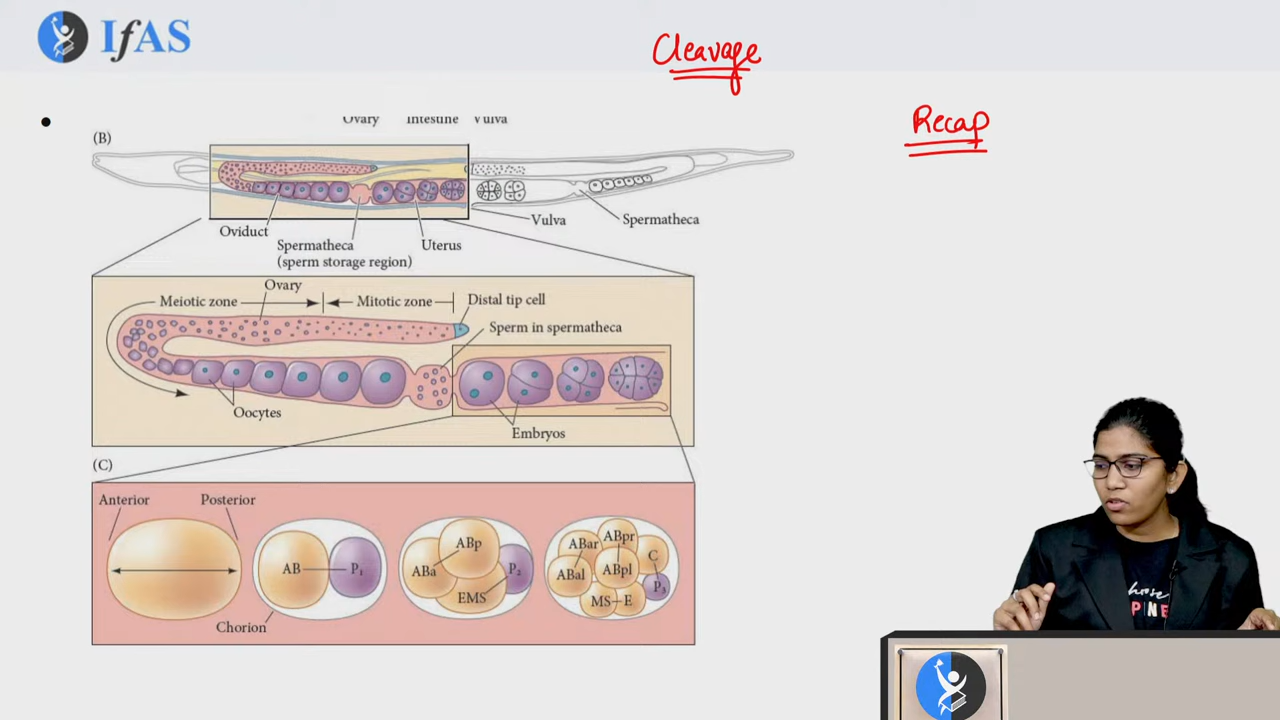 IfAS
Cleavage
Recap
Ovary Intestine Vulva
(B)
Vulva
Spermatheca
Oviduct
Spermatheca
(sperm storage region)
Uterus
Ovary
Meiotic zone
Mitotic zone
Distal tip cell
Sperm in spermatheca
Oocytes
Embryos
(C)
Anterior
Posterior
AB
P1
Chorion
ABp
ABa
P2
EMS
ABar
ABpr
ABal
ABpl
C
P3
MS
E
hoose
PINE